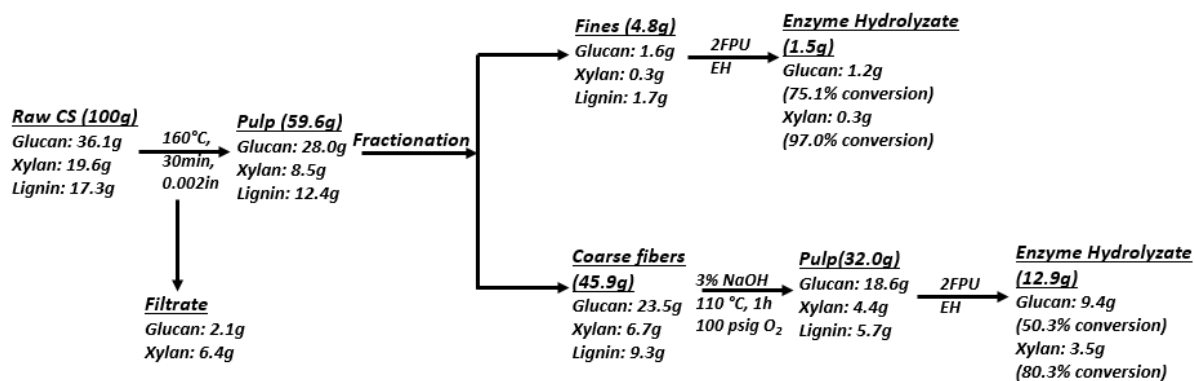 Raw CS (100g)
Glucan: 36.1g
Xylan: 19.6g
Lignin: 17.3g
160°C,
30min,
0.002in
Filtrate
Glucan: 2.1g
Xylan: 6.4g
Pulp (59.6g)
Glucan: 28.0g
Xylan: 8.5g
Lignin: 12.4g
Fractionation
Fines (4.8g)
Glucan: 1.6g
Xylan: 0.3g
Lignin: 1.7g
2FPU
EH
Enzyme Hydrolyzate
(1.5g)
Glucan: 1.2g
(75.1% conversion)
Xylan: 0.3g
(97.0% conversion)
Coarse fibers
(45.9g)
Glucan: 23.5g
Xylan: 6.7g
Lignin: 9.3g
3% NaOH
110 °C, 1h
100 psig O₂
Pulp(32.0g)
Glucan: 18.6g
Xylan: 4.4g
Lignin: 5.7g
2FPU
EH
Enzyme Hydrolyzate
(12.9g)
Glucan: 9.4g
(50.3% conversion)
Xylan: 3.5g
(80.3% conversion)